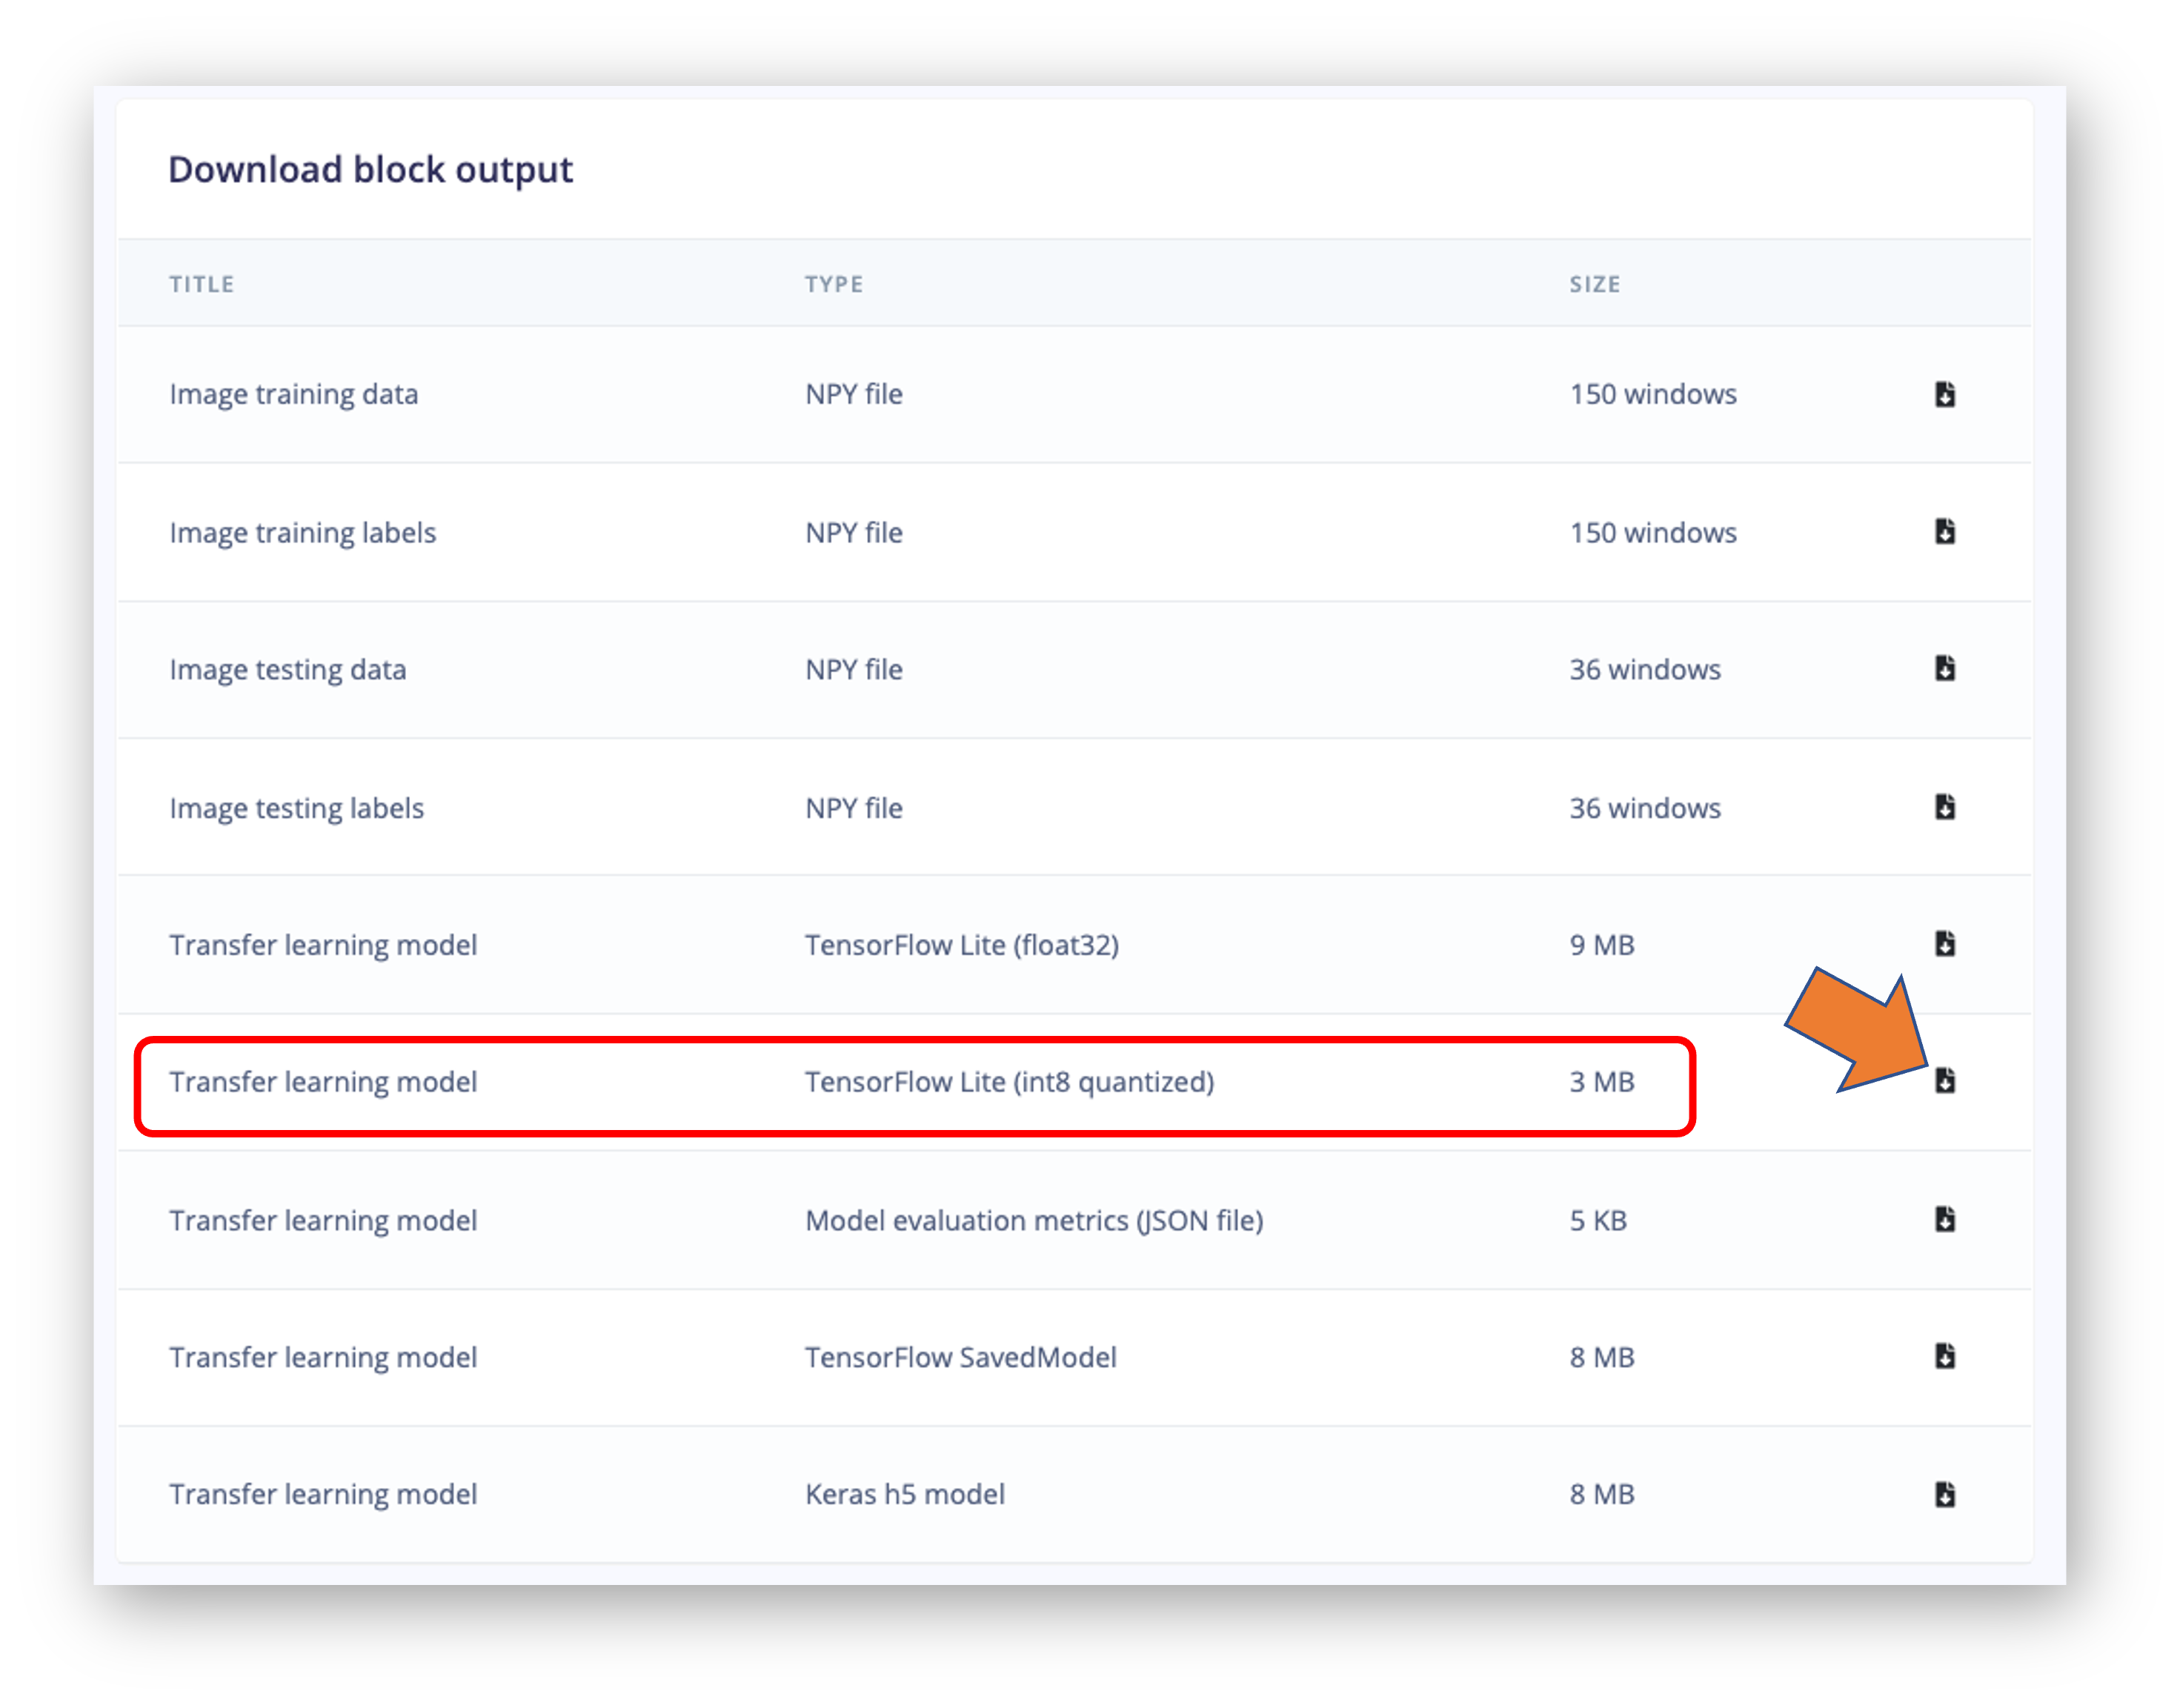 Download block output
TITLE TYPE SIZE
Image training data NPY file 150 windows
Image training labels NPY file 150 windows
Image testing data NPY file 36 windows
Image testing labels NPY file 36 windows
Transfer learning model TensorFlow Lite (float32) 9 MB
Transfer learning model TensorFlow Lite (int8 quantized) 3 MB
Transfer learning model Model evaluation metrics (JSON file) 5 KB
Transfer learning model TensorFlow SavedModel 8 MB
Transfer learning model Keras h5 model 8 MB